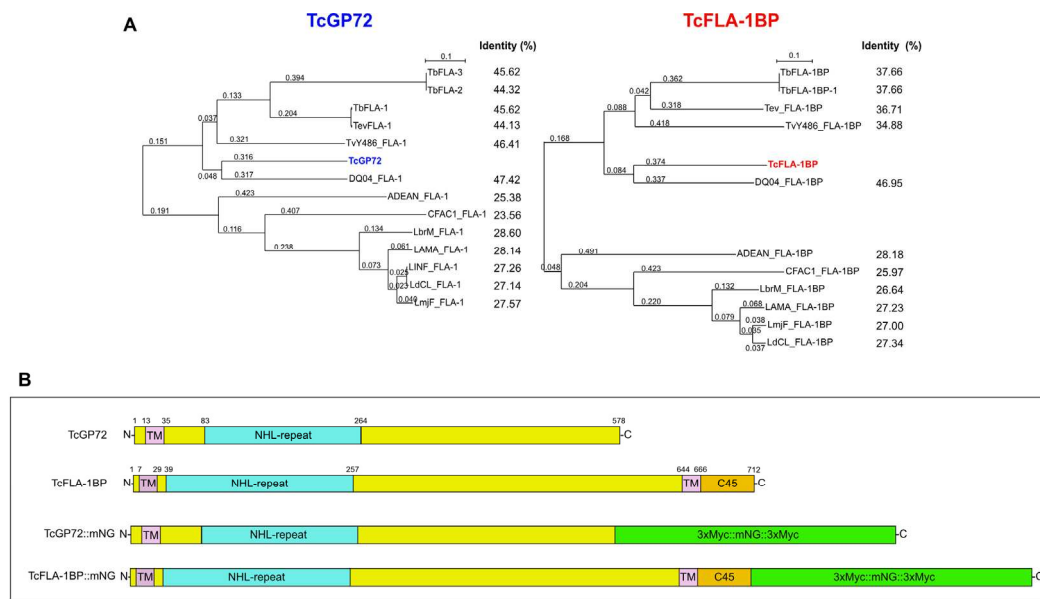 TcGP72
TcFLA-1BP
A
Identity (%)
0.1
TbFLA-3 45.62
0.394
TbFLA-2 44.32
0.133
TbFLA-1 45.62
0.204
0.037
TevFLA-1 44.13
0.151
0.321
TvY486_FLA-1 46.41
0.316
TcGP72
0.048
0.317
DQ04_FLA-1 47.42
0.423
ADEAN_FLA-1 25.38
0.191
0.407
CFAC1_FLA-1 23.56
0.116
0.134
LbrM_FLA-1 28.60
0.238
0.061
LAMA_FLA-1 28.14
0.073
LINF_FLA-1 27.26
0.025
0.023
LdCL_FLA-1 27.14
0.040
LmjF_FLA-1 27.57
Identity (%)
0.1
TbFLA-1BP 37.66
0.362
TbFLA-1BP-1 37.66
0.042
0.318
Tev_FLA-1BP 36.71
0.088
0.418
TvY486_FLA-1BP 34.88
0.168
0.374
TcFLA-1BP
0.084
0.337
DQ04_FLA-1BP 46.95
0.491
ADEAN_FLA-1BP 28.18
0.048
0.423
CFAC1_FLA-1BP 25.97
0.204
0.132
LbrM_FLA-1BP 26.64
0.220
0.068
LAMA_FLA-1BP 27.23
0.079
0.038
LmjF_FLA-1BP 27.00
0.035
LdCL_FLA-1BP 27.34
0.037
B
1 13 35 83 264 578
TcGP72 N- TM NHL-repeat -C
1 7 29 39 257 644 666 712
TcFLA-1BP N- TM NHL-repeat TM C45 -C
TcGP72::mNG N- TM NHL-repeat 3xMyc::mNG::3xMyc -C
TcFLA-1BP::mNG N- TM NHL-repeat TM C45 3xMyc::mNG::3xMyc -C